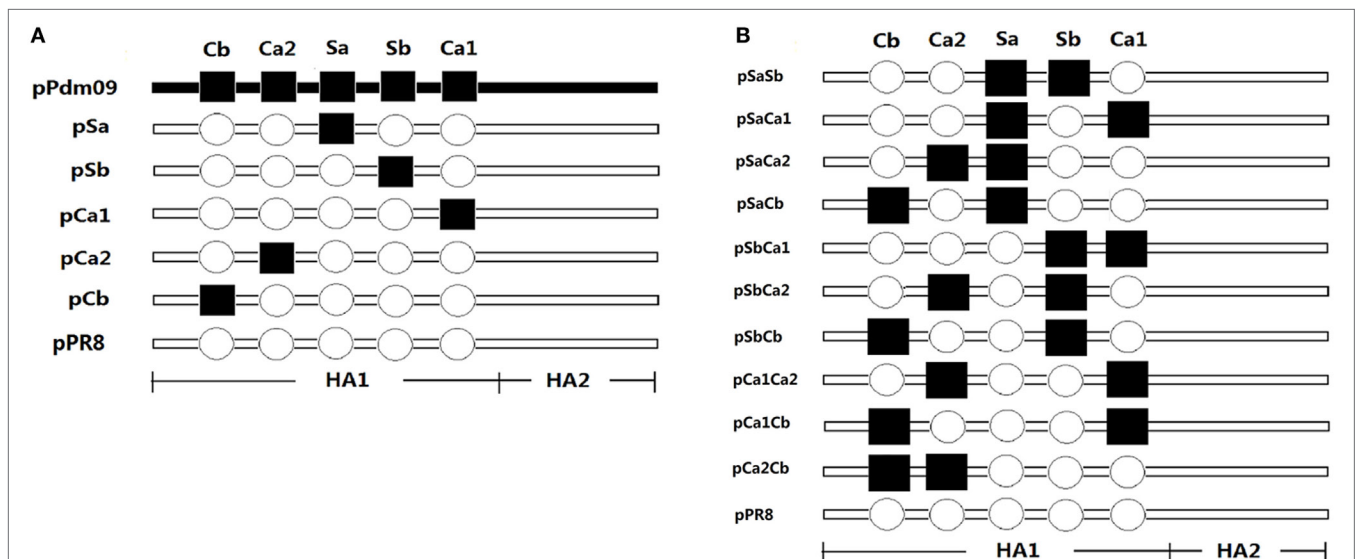 A
Cb Ca2 Sa Sb Ca1
pPdm09
pSa
pSb
pCa1
pCa2
pCb
pPR8
HA1 HA2
B
Cb Ca2 Sa Sb Ca1
pSaSb
pSaCa1
pSaCa2
pSaCb
pSbCa1
pSbCa2
pSbCb
pCa1Ca2
pCa1Cb
pCa2Cb
pPR8
HA1 HA2